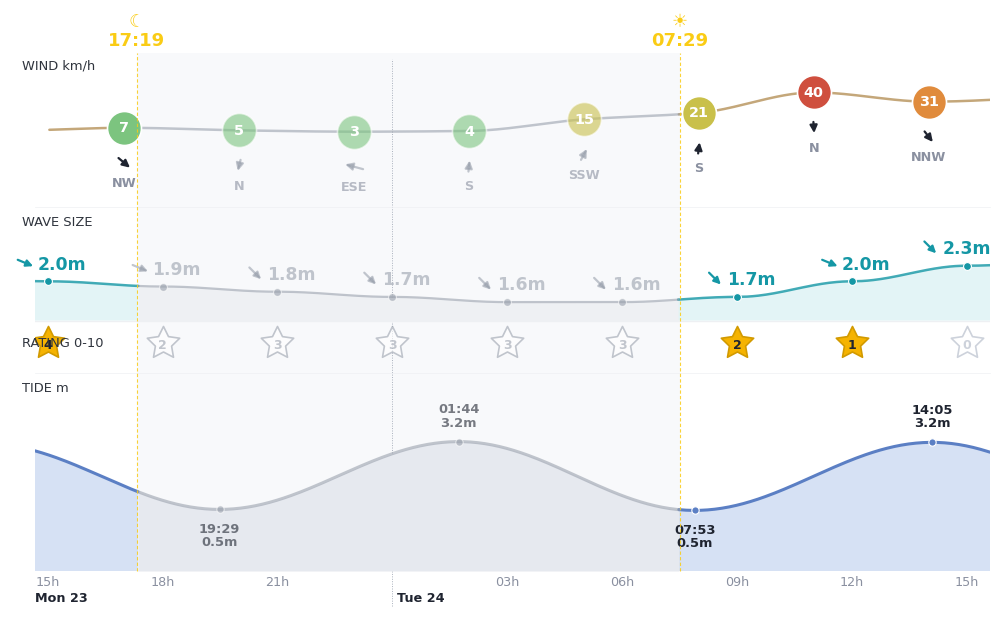 17:19 07:29
WIND km/h
7 5 3 4 15 21 40 31
NW N ESE S SSW S N NNW
WAVE SIZE
2.0m 1.9m 1.8m 1.7m 1.6m 1.6m 1.7m 2.0m 2.3m
RATING 0-10
4 2 3 3 3 3 2 1 0
TIDE m
01:44 14:05
3.2m 3.2m
19:29 07:53
0.5m 0.5m
15h 18h 21h 03h 06h 09h 12h 15h
Mon 23 Tue 24